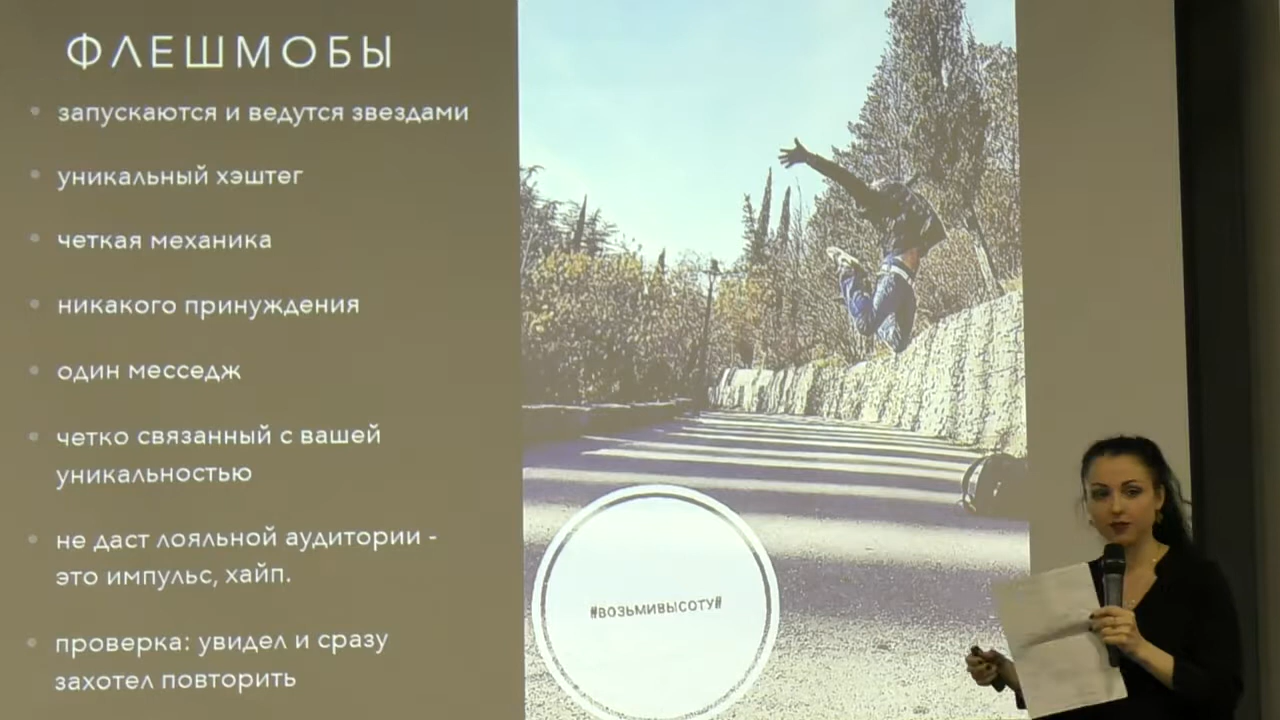 ФЛЕШМОБЫ
• запускаются и ведутся звездами
• уникальный хэштег
• четкая механика
• никакого принуждения
• один месседж
• четко связанный с вашей
уникальностью
• не даст лояльной аудитории -
это импульс, хайп.
• проверка: увидел и сразу
захотел повторить
#ВОЗЬМИВЫСОТУ#